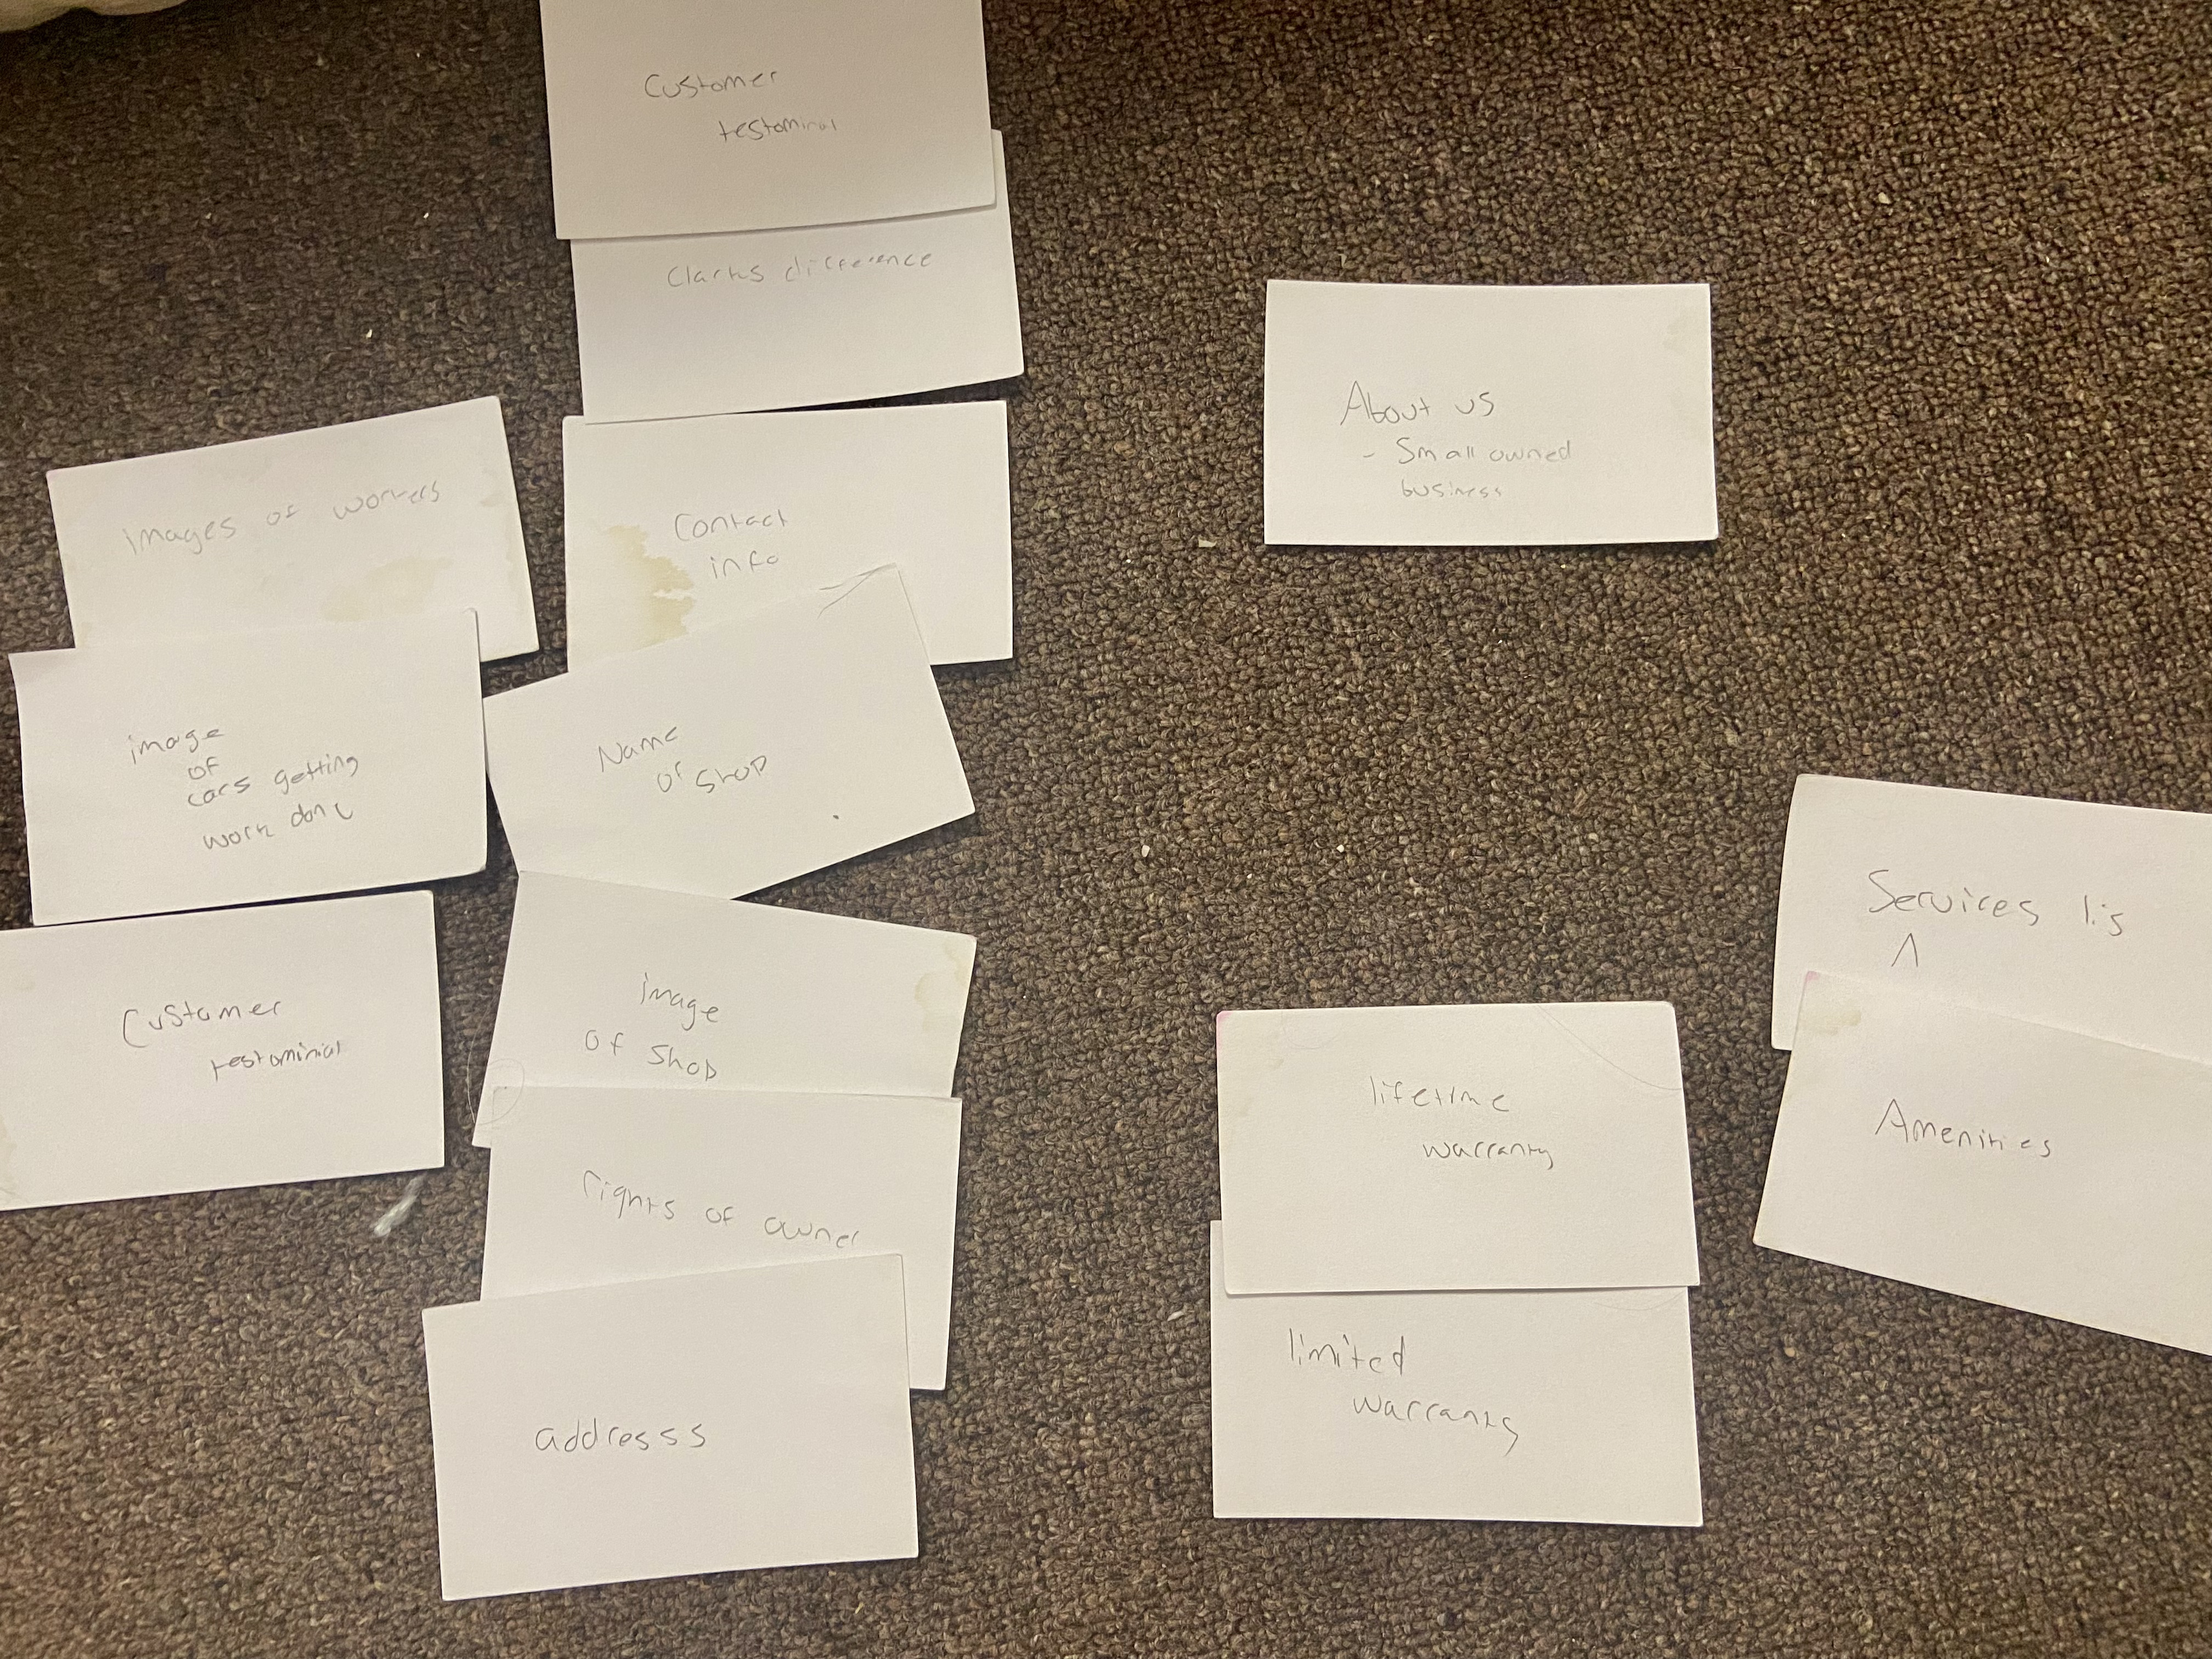 Customer
testominal
Clarks difference
Images of workers
Contact
info
image
of
cars getting
work done
Name
of shop
Customer
testominial
image
of shop
rights of owner
addresss
About us
- Small owned
business
Services lis
Amenities
lifetime
warranty
limited
warranty